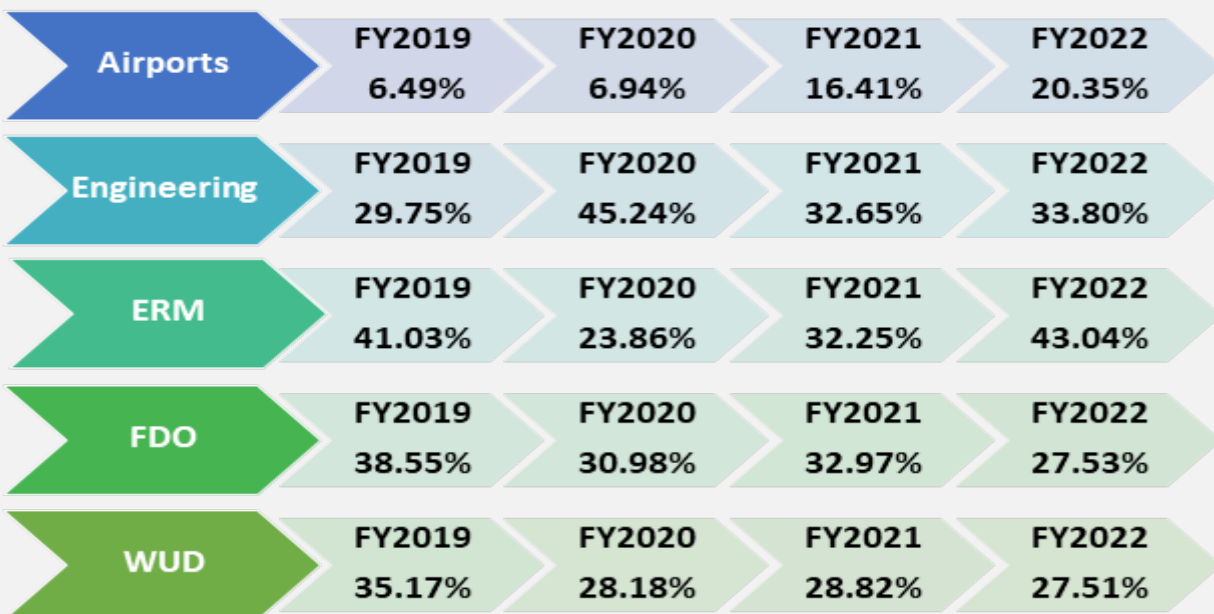 Airports
FY2019 FY2020 FY2021 FY2022
6.49% 6.94% 16.41% 20.35%
Engineering
FY2019 FY2020 FY2021 FY2022
29.75% 45.24% 32.65% 33.80%
ERM
FY2019 FY2020 FY2021 FY2022
41.03% 23.86% 32.25% 43.04%
FDO
FY2019 FY2020 FY2021 FY2022
38.55% 30.98% 32.97% 27.53%
WUD
FY2019 FY2020 FY2021 FY2022
35.17% 28.18% 28.82% 27.51%